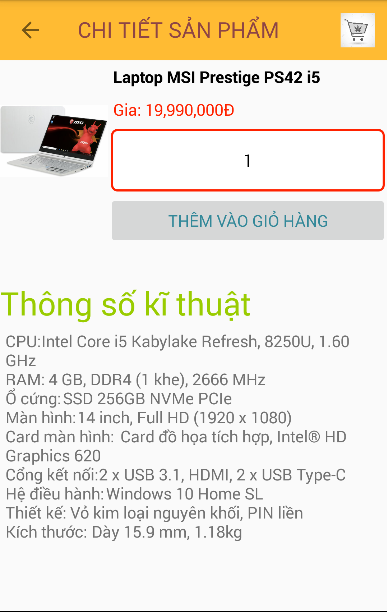 CHI TIẾT SẢN PHẨM
Laptop MSI Prestige PS42 i5
Gia: 19,990,000Đ
1
THÊM VÀO GIỎ HÀNG
Thông số kĩ thuật
CPU:Intel Core i5 Kabylake Refresh, 8250U, 1.60
GHz
RAM: 4 GB, DDR4 (1 khe), 2666 MHz
Ổ cứng:SSD 256GB NVMe PCIe
Màn hình:14 inch, Full HD (1920 x 1080)
Card màn hình: Card đồ họa tích hợp, Intel® HD
Graphics 620
Cổng kết nối:2 x USB 3.1, HDMI, 2 x USB Type-C
Hệ điều hành:Windows 10 Home SL
Thiết kế: Vỏ kim loại nguyên khối, PIN liền
Kích thước: Dày 15.9 mm, 1.18kg